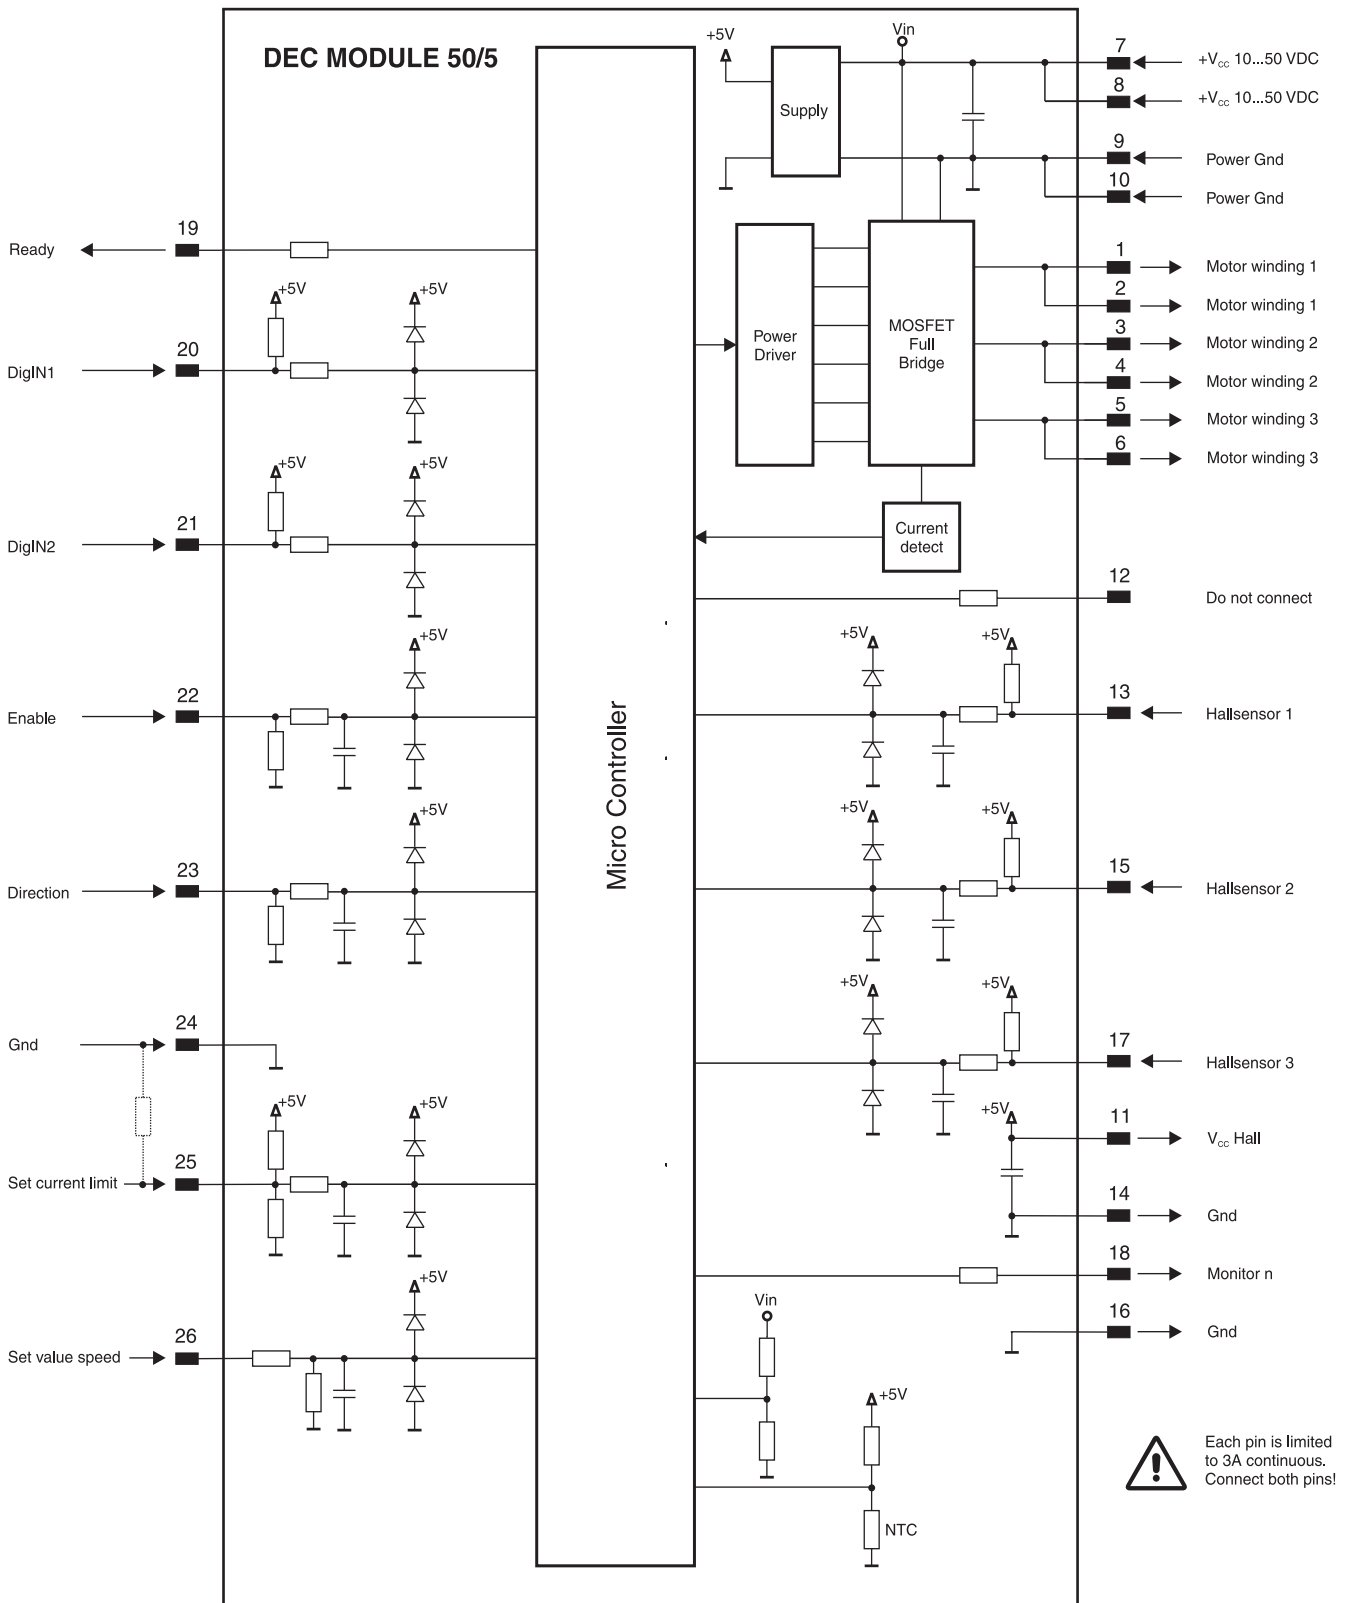 DEC MODULE 50/5
+5V
Vin
Supply
7
+Vcc 10...50 VDC
8
+Vcc 10...50 VDC
9
Power Gnd
10
Power Gnd
Power
Driver
MOSFET
Full
Bridge
1
Motor winding 1
2
Motor winding 1
3
Motor winding 2
4
Motor winding 2
5
Motor winding 3
6
Motor winding 3
Current
detect
12
Do not connect
+5V
+5V
13
Hallsensor 1
+5V
+5V
15
Hallsensor 2
+5V
+5V
17
Hallsensor 3
+5V
11
Vcc Hall
14
Gnd
18
Monitor n
16
Gnd
Vin
+5V
NTC
Each pin is limited
to 3A continuous.
Connect both pins!
Micro Controller
Ready
19
+5V
+5V
DigIN1
20
+5V
+5V
DigIN2
21
+5V
Enable
22
+5V
Direction
23
Gnd
24
+5V
+5V
Set current limit
25
+5V
Set value speed
26